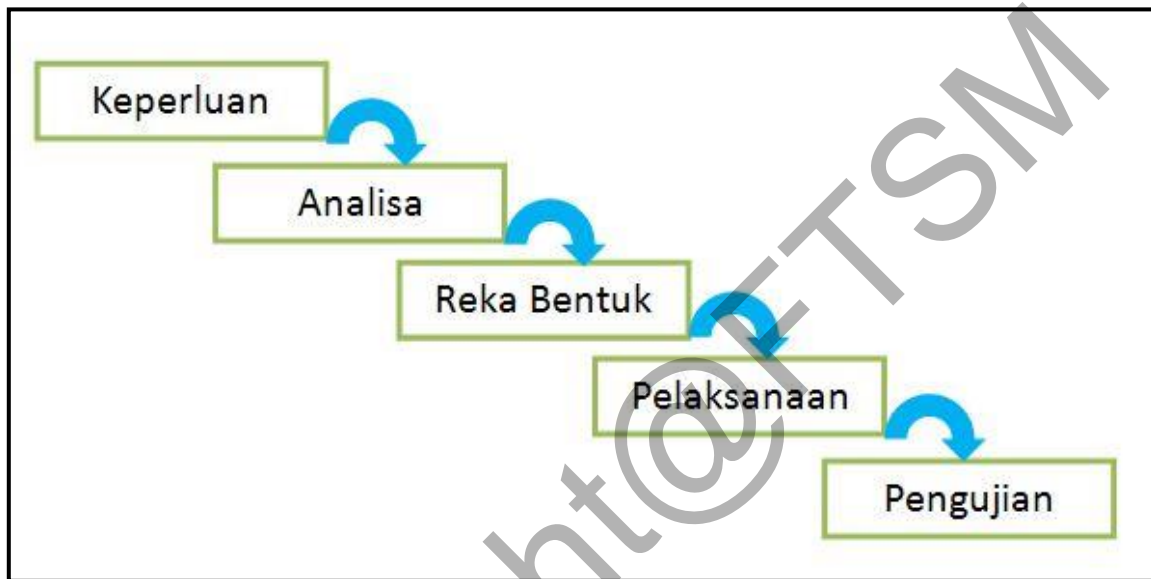 Keperluan
Analisa
Reka Bentuk
Pelaksanaan
Pengujian
ht@FTSM